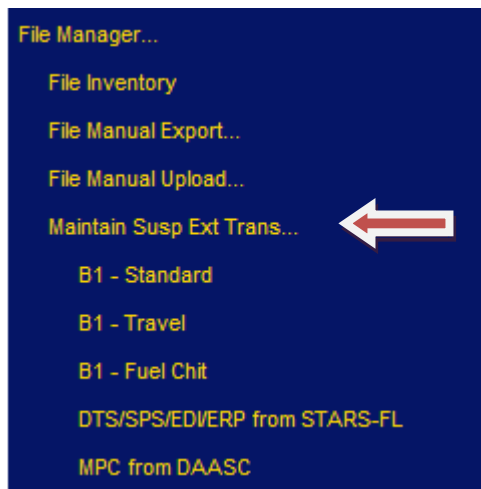 File Manager...
File Inventory
File Manual Export...
File Manual Upload...
Maintain Susp Ext Trans...
B1 - Standard
B1 - Travel
B1 - Fuel Chit
DTS/SPS/EDI/ERP from STARS-FL
MPC from DAASC